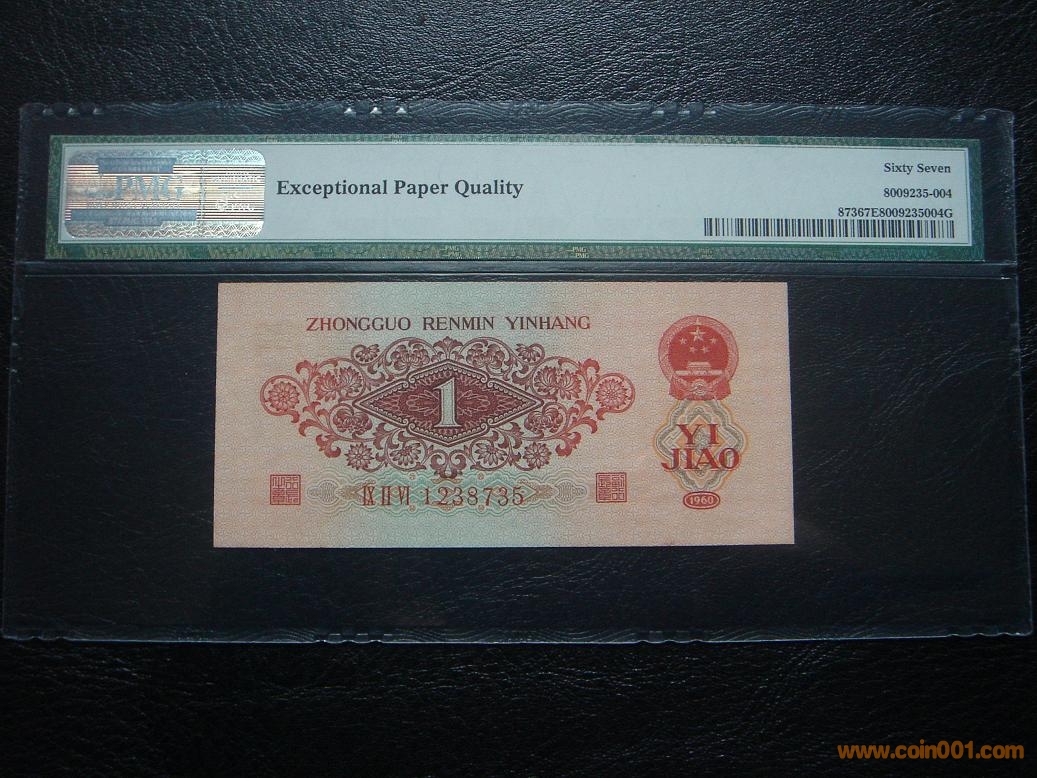 PMG
Exceptional Paper Quality
Sixty Seven
8009235-004
87367E8009235004G
ZHONGGUO RENMIN YINHANG
1
YI
JIAO
IX II VI 1238735
1960
www.coin001.com